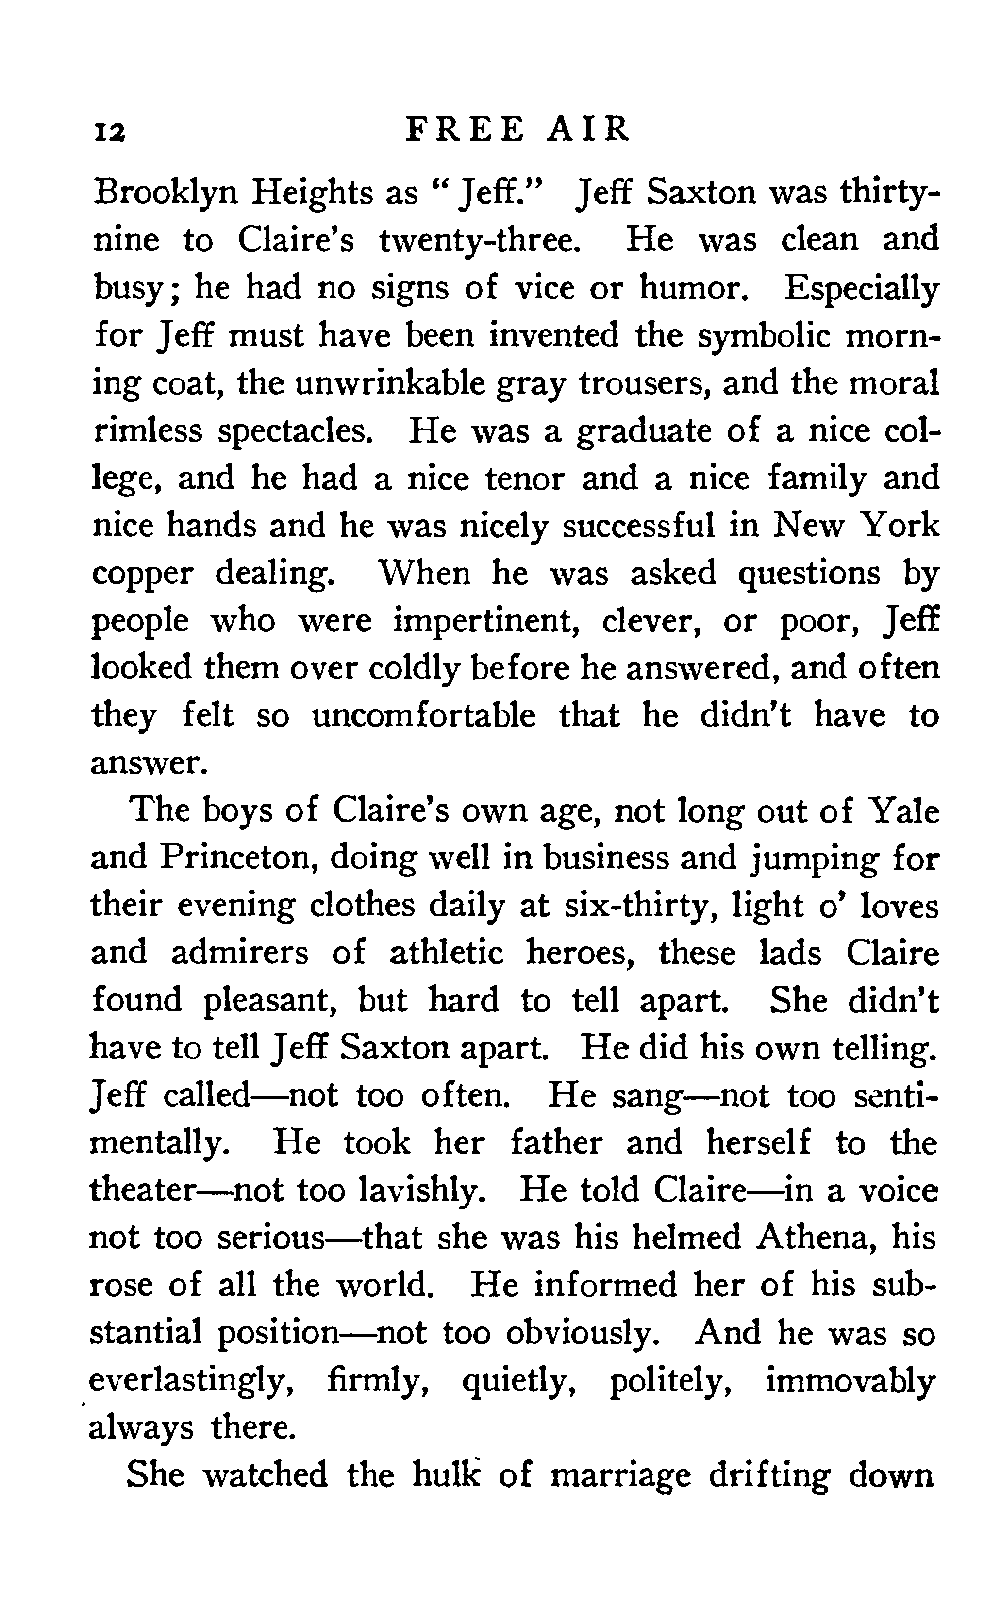 12 FREE AIR
Brooklyn Heights as “Jeff.” Jeff Saxton was thirty-
nine to Claire’s twenty-three. He was clean and
busy; he had no signs of vice or humor. Especially
for Jeff must have been invented the symbolic morn-
ing coat, the unwrinkable gray trousers, and the moral
rimless spectacles. He was a graduate of a nice col-
lege, and he had a nice tenor and a nice family and
nice hands and he was nicely successful in New York
copper dealing. When he was asked questions by
people who were impertinent, clever, or poor, Jeff
looked them over coldly before he answered, and often
they felt so uncomfortable that he didn’t have to
answer.
The boys of Claire’s own age, not long out of Yale
and Princeton, doing well in business and jumping for
their evening clothes daily at six-thirty, light o’ loves
and admirers of athletic heroes, these lads Claire
found pleasant, but hard to tell apart. She didn’t
have to tell Jeff Saxton apart. He did his own telling.
Jeff called—not too often. He sang—not too senti-
mentally. He took her father and herself to the
theater—not too lavishly. He told Claire—in a voice
not too serious—that she was his helmed Athena, his
rose of all the world. He informed her of his sub-
stantial position—not too obviously. And he was so
everlastingly, firmly, quietly, politely, immovably
always there.
She watched the hulk of marriage drifting down